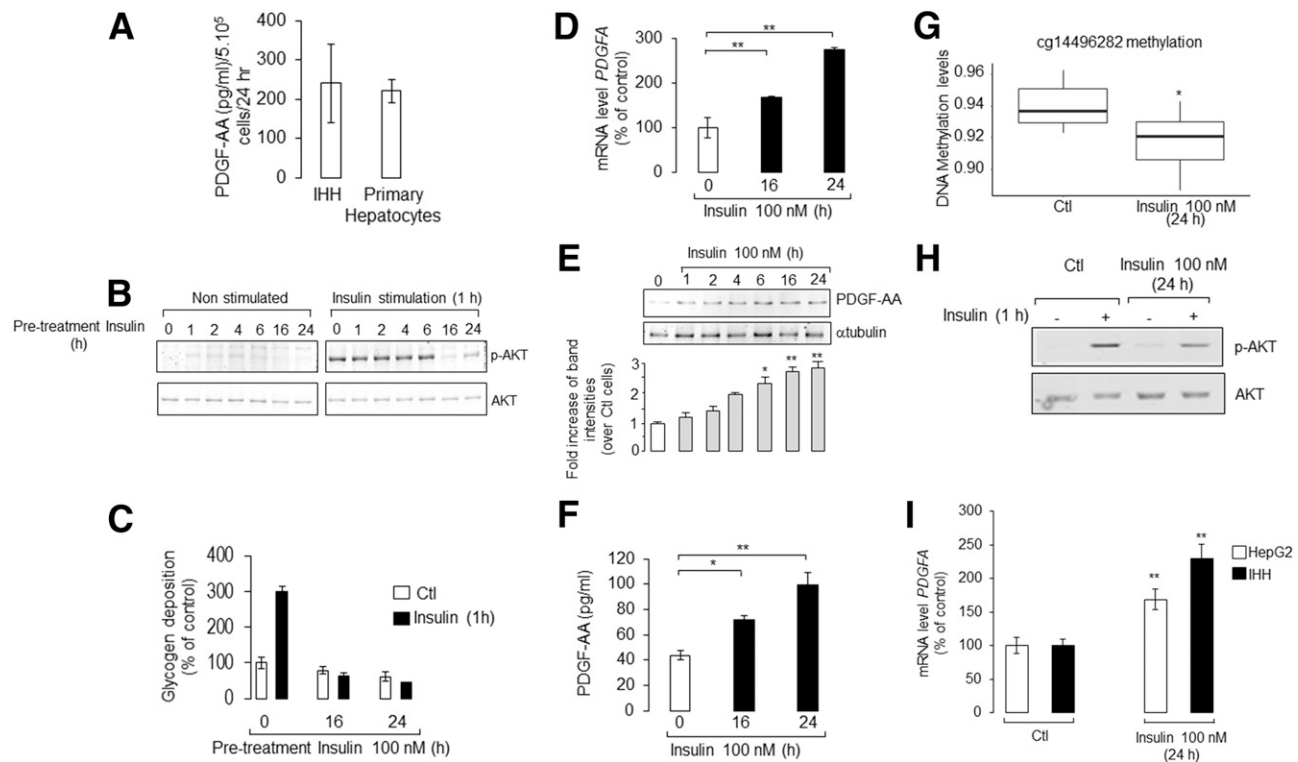 A
PDGF-AA (pg/ml)/5.10⁵
cells/24 hr
400
300
200
100
0
IHH
Primary
Hepatocytes
B
Non stimulated
Insulin stimulation (1 h)
Pre-treatment Insulin
(h)
0 1 2 4 6 16 24
0 1 2 4 6 16 24
p-AKT
AKT
C
Glycogen deposition
(% of control)
400
300
200
100
0
Ctl
Insulin (1h)
0 16 24
Pre-treatment Insulin 100 nM (h)
D
mRNA level PDGFA
(% of control)
300
200
100
0
**
**
0 16 24
Insulin 100 nM (h)
E
Insulin 100 nM (h)
0 1 2 4 6 16 24
PDGF-AA
αtubulin
Fold increase of band
intensities
(over Ctl cells)
3
2
1
0
* ** **
F
PDGF-AA (pg/ml)
120
100
80
60
40
20
0
**
*
0 16 24
Insulin 100 nM (h)
G
cg14496282 methylation
DNA Methylation levels
0.96
0.94
0.92
0.90
*
Ctl
Insulin 100 nM
(24 h)
H
Ctl
Insulin 100 nM
(24 h)
Insulin (1 h)
- + - +
p-AKT
AKT
I
mRNA level PDGFA
(% of control)
300
250
200
150
100
50
0
**
**
HepG2
IHH
Ctl
Insulin 100 nM
(24 h)